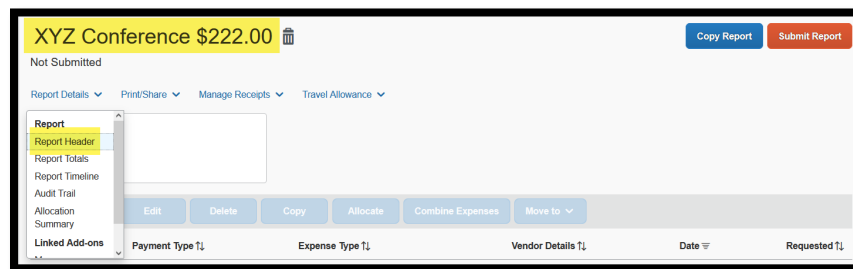 XYZ Conference $222.00
Copy Report
Submit Report
Not Submitted
Report Details
Print/Share
Manage Receipts
Travel Allowance
Report
Report Header
Report Totals
Report Timeline
Audit Trail
Allocation
Summary
Linked Add-ons
Edit
Delete
Copy
Allocate
Combine Expenses
Move to
Payment Type
Expense Type
Vendor Details
Date
Requested